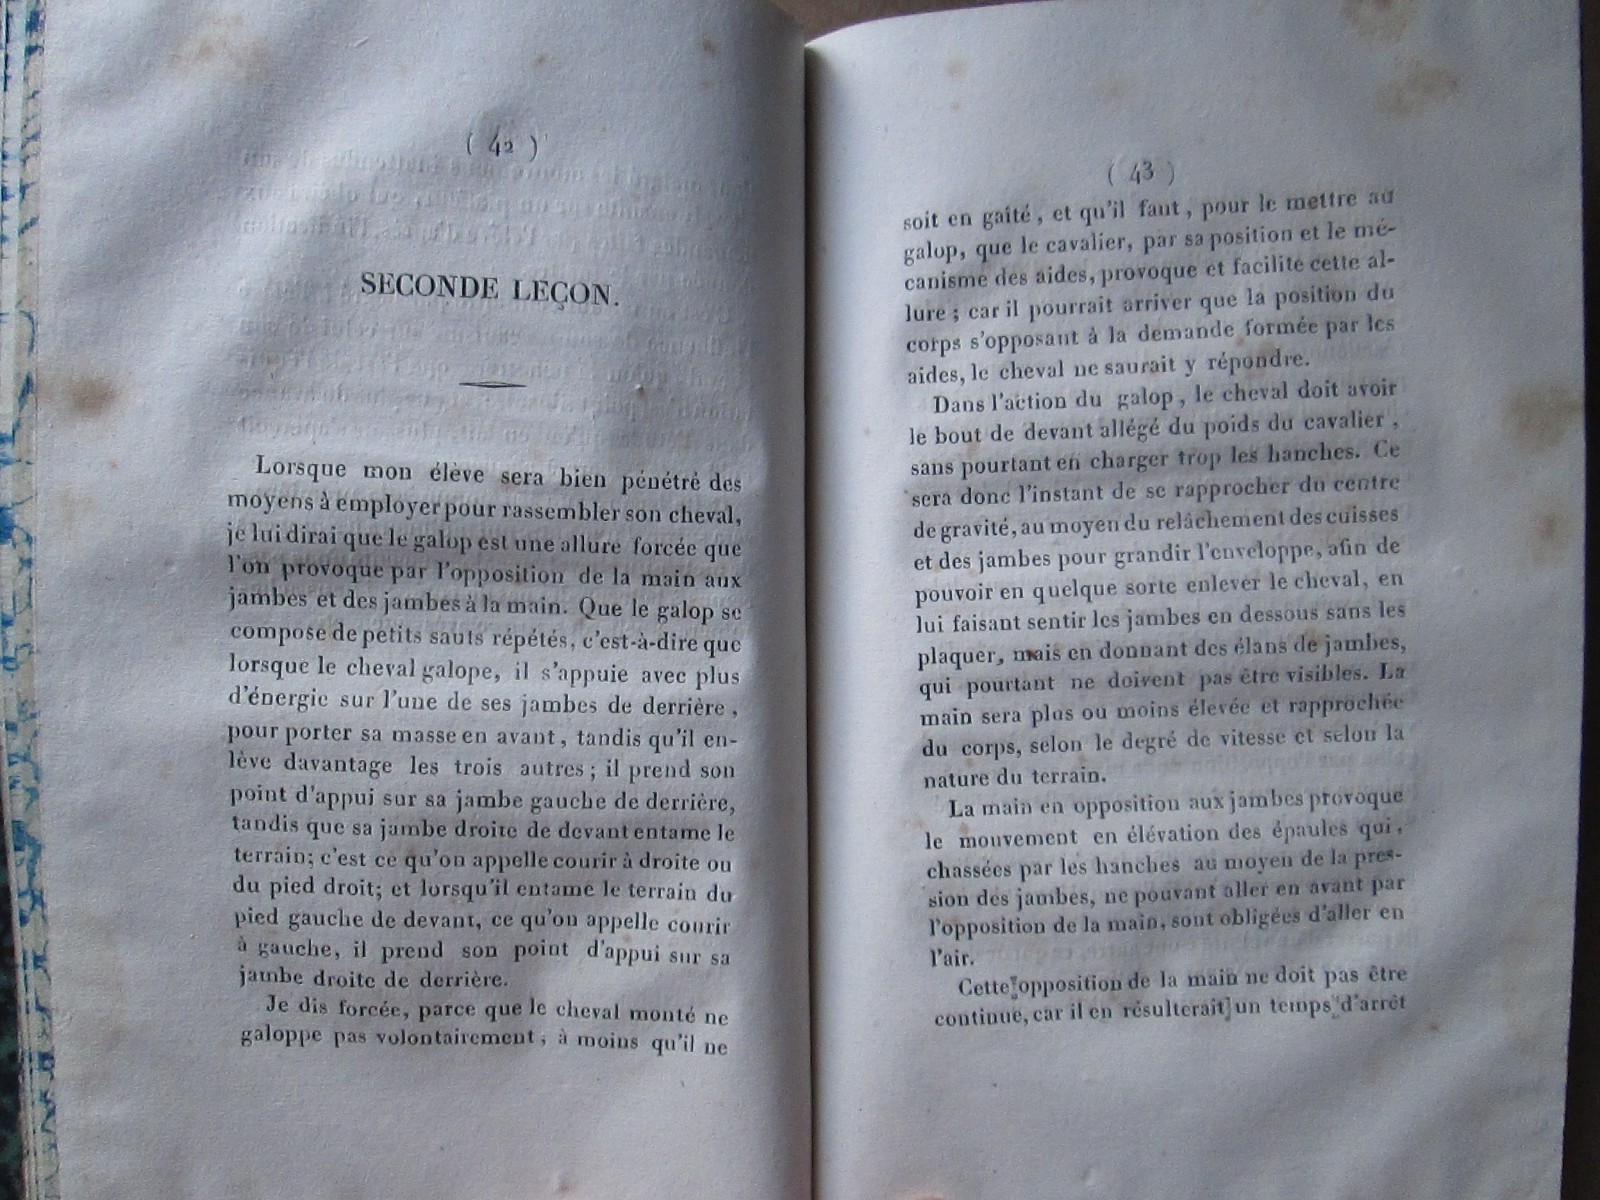 ( 42 )
SECONDE LEÇON.
Lorsque mon élève sera bien pénétré des
moyens à employer pour rassembler son cheval,
je lui dirai que le galop est une allure forcée que
l'on provoque par l'opposition de la main aux
jambes et des jambes à la main. Que le galop se
compose de petits sauts répétés, c'est-à-dire que
lorsque le cheval galope, il s'appuie avec plus
d'énergie sur l'une de ses jambes de derrière,
pour porter sa masse en avant, tandis qu'il en-
lève davantage les trois autres ; il prend son
point d'appui sur sa jambe gauche de derrière,
tandis que sa jambe droite de devant entame le
terrain; c'est ce qu'on appelle courir à droite ou
du pied droit; et lorsqu'il entame le terrain du
pied gauche de devant, ce qu'on appelle courir
à gauche, il prend son point d'appui sur sa
jambe droite de derrière.
Je dis forcée, parce que le cheval monté ne
galoppe pas volontairement ; à moins qu'il ne
( 43 )
soit en gaîté, et qu'il faut, pour le mettre au
galop, que le cavalier, par sa position et le mé-
canisme des aides, provoque et facilite cette al-
lure ; car il pourrait arriver que la position du
corps s'opposant à la demande formée par les
aides, le cheval ne saurait y répondre.
Dans l'action du galop, le cheval doit avoir
le bout de devant allégé du poids du cavalier,
sans pourtant en charger trop les hanches. Ce
sera donc l'instant de se rapprocher du centre
de gravité, au moyen du relâchement des cuisses
et des jambes pour grandir l'enveloppe, afin de
pouvoir en quelque sorte enlever le cheval, en
lui faisant sentir les jambes en dessous sans les
plaquer, mais en donnant des élans de jambes,
qui pourtant ne doivent pas être visibles. La
main sera plus ou moins élevée et rapprochée
du corps, selon le degré de vitesse et selon la
nature du terrain.
La main en opposition aux jambes provoque
le mouvement en élévation des épaules qui,
chassées par les hanches au moyen de la pres-
sion des jambes, ne pouvant aller en avant par
l'opposition de la main, sont obligées d'aller en
l'air.
Cette opposition de la main ne doit pas être
continue, car il en résulterait un temps d'arrêt